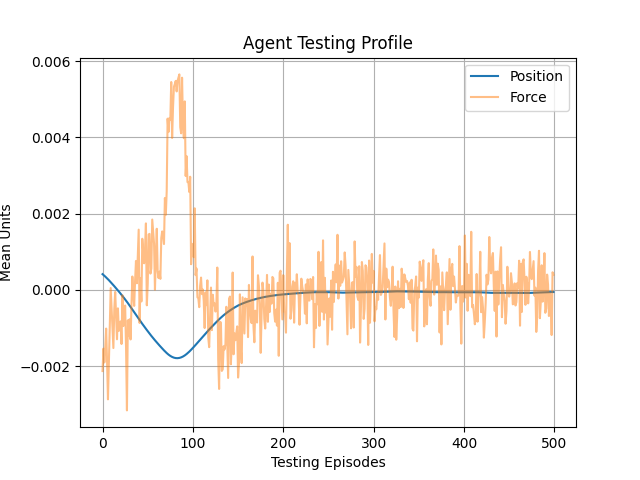 Agent Testing Profile
Position
Force
Mean Units
0.006
0.004
0.002
0.000
−0.002
0
100
200
300
400
500
Testing Episodes